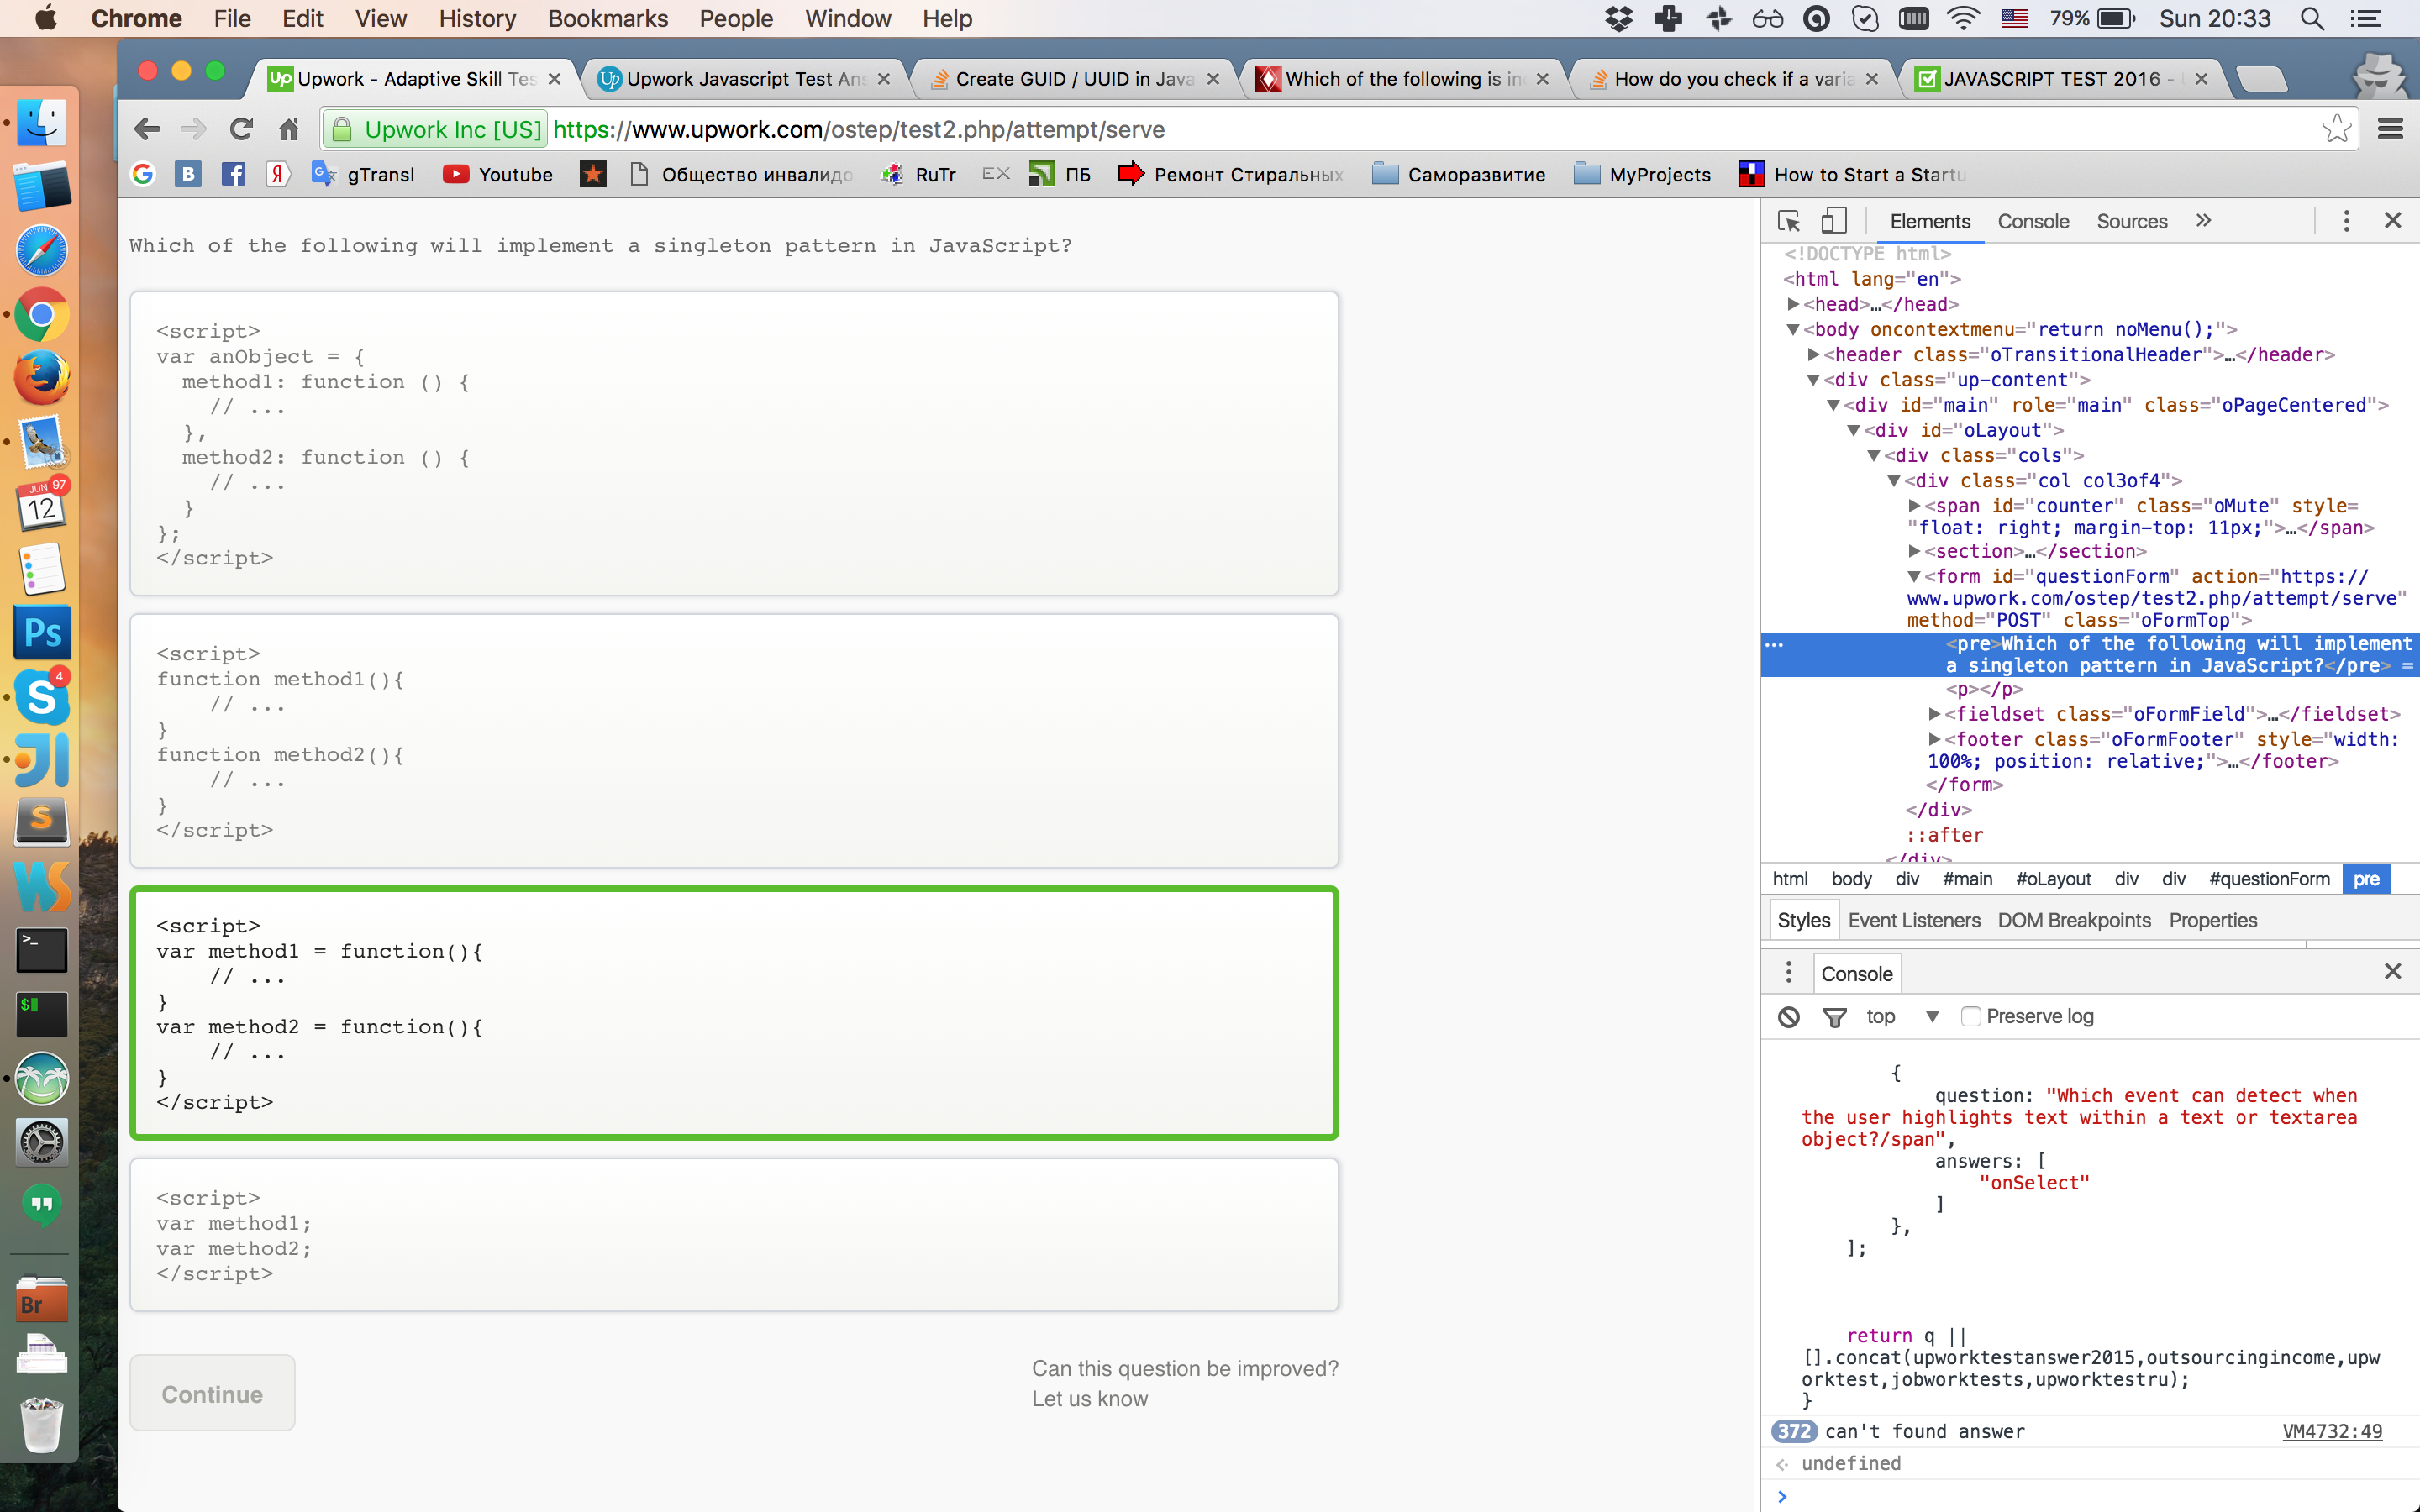 Chrome File Edit View History Bookmarks People Window Help
79% Sun 20:33
Upwork - Adaptive Skill Tes
Upwork Javascript Test Ans
Create GUID / UUID in Java
Which of the following is in
How do you check if a varia
JAVASCRIPT TEST 2016 -
Upwork Inc [US] https://www.upwork.com/ostep/test2.php/attempt/serve
gTransl Youtube Общество инвалидо RuTr EX ПБ Ремонт Стиральных Саморазвитие MyProjects How to Start a Startu
JUN 97
12
Ps
4
S
Br
Which of the following will implement a singleton pattern in JavaScript?
<script>
var anObject = {
method1: function () {
// ...
},
method2: function () {
// ...
}
};
</script>
<script>
function method1(){
// ...
}
function method2(){
// ...
}
</script>
<script>
var method1 = function(){
// ...
}
var method2 = function(){
// ...
}
</script>
<script>
var method1;
var method2;
</script>
Continue
Can this question be improved?
Let us know
Elements Console Sources »
<!DOCTYPE html>
<html lang="en">
<head>…</head>
<body oncontextmenu="return noMenu();">
<header class="oTransitionalHeader">…</header>
<div class="up-content">
<div id="main" role="main" class="oPageCentered">
<div id="oLayout">
<div class="cols">
<div class="col col3of4">
<span id="counter" class="oMute" style=
"float: right; margin-top: 11px;">…</span>
<section>…</section>
<form id="questionForm" action="https://
www.upwork.com/ostep/test2.php/attempt/serve"
method="POST" class="oFormTop">
<pre>Which of the following will implement
a singleton pattern in JavaScript?</pre> =
<p></p>
<fieldset class="oFormField">…</fieldset>
<footer class="oFormFooter" style="width:
100%; position: relative;">…</footer>
</form>
</div>
::after
</div>
html body div #main #oLayout div div #questionForm pre
Styles Event Listeners DOM Breakpoints Properties
Console
top Preserve log
{
question: "Which event can detect when
the user highlights text within a text or textarea
object?/span",
answers: [
"onSelect"
]
},
];
return q ||
[].concat(upworktestanswer2015,outsourcingincome,upw
orktest,jobworktests,upworktestru);
}
372 can't found answer VM4732:49
undefined